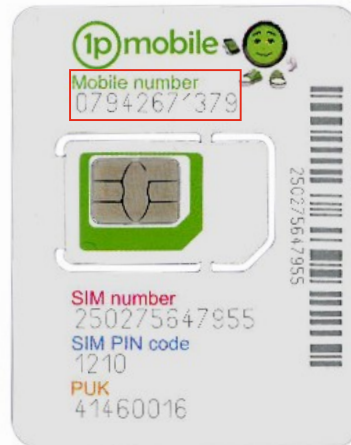 1p mobile
Mobile number
07942671379
250275647955
SIM number
250275647955
SIM PIN code
1210
PUK
41460016